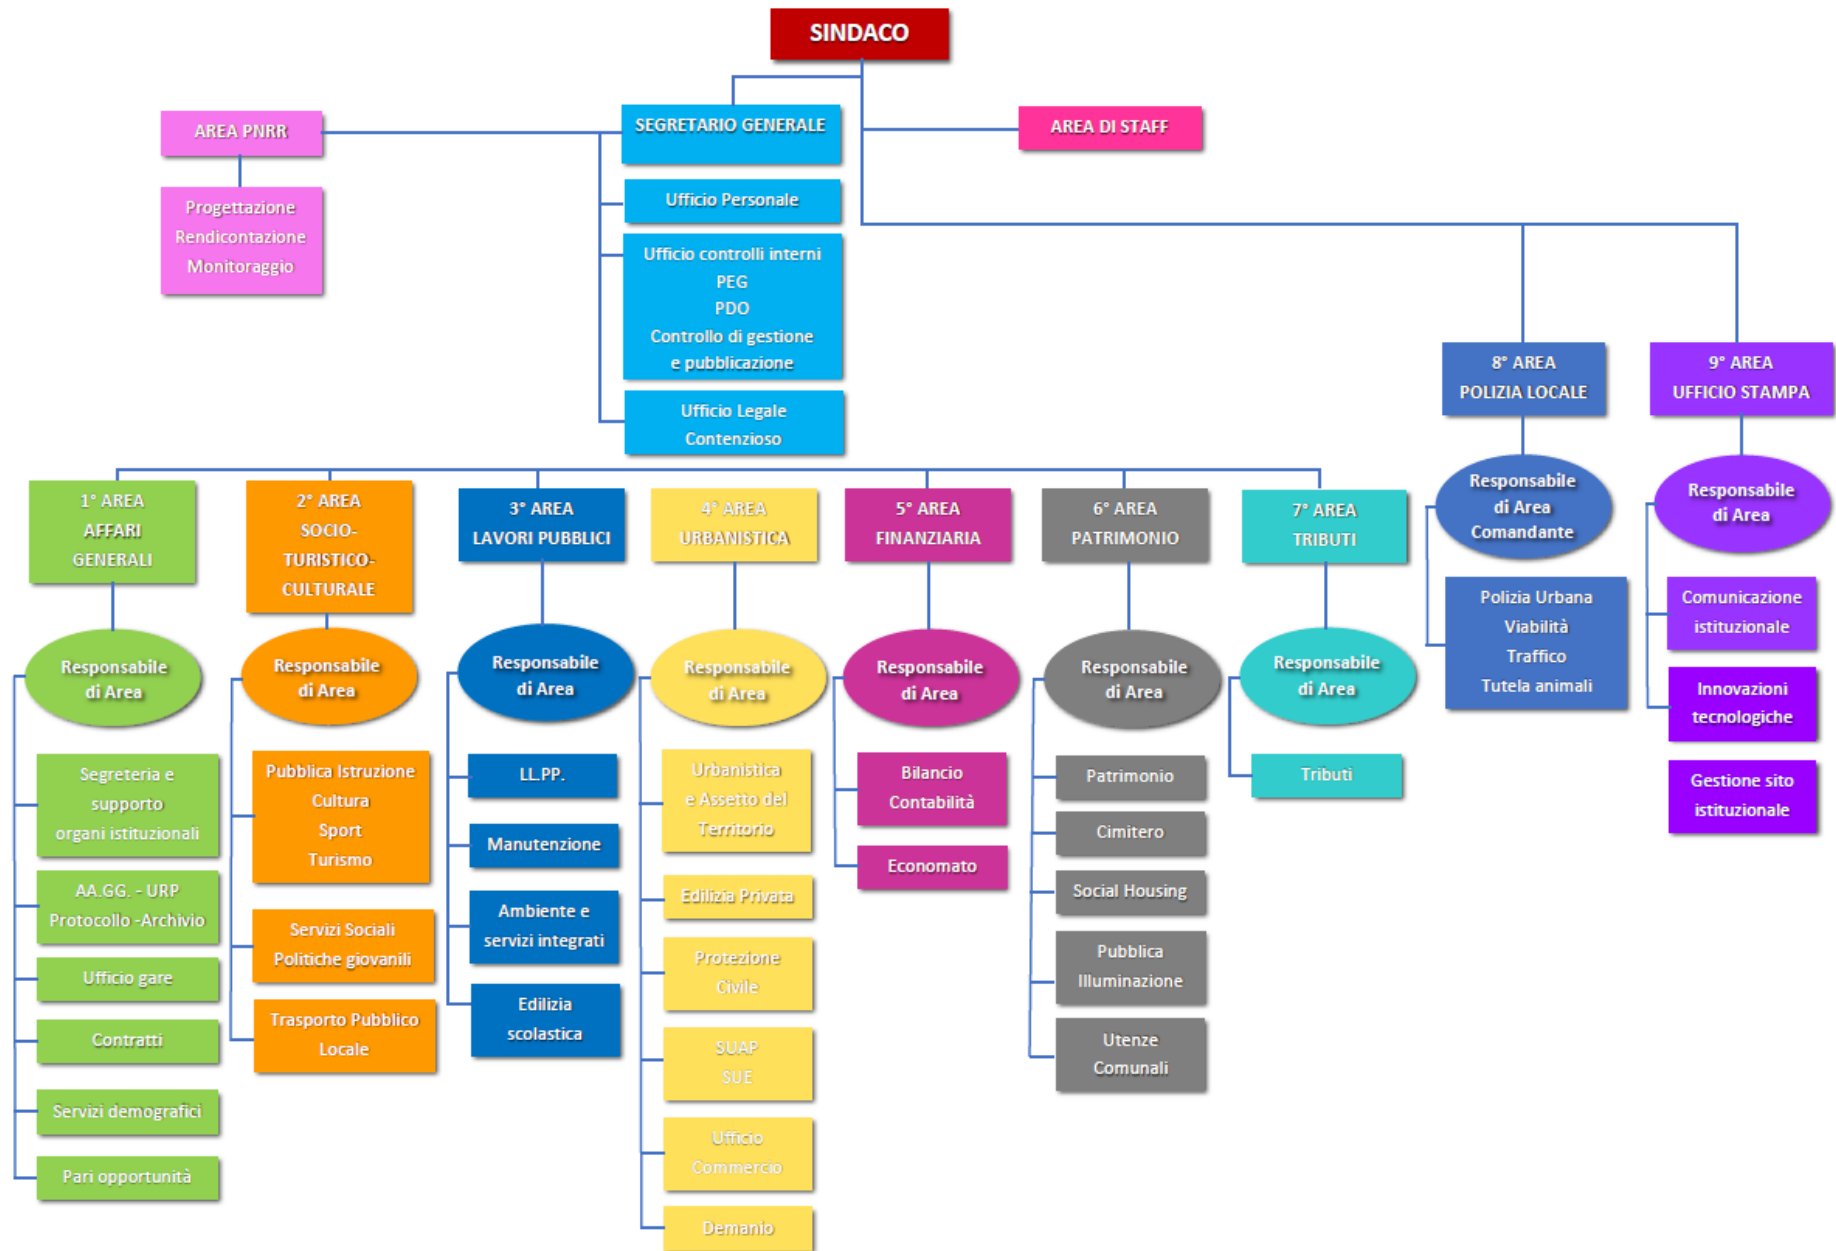 SINDACO
AREA PNRR
SEGRETARIO GENERALE
AREA DI STAFF
Progettazione
Rendicontazione
Monitoraggio
Ufficio Personale
Ufficio controlli interni
PEG
PDO
Controllo di gestione
e pubblicazione
Ufficio Legale
Contenzioso
8° AREA
POLIZIA LOCALE
Responsabile
di Area
Comandante
Polizia Urbana
Viabilità
Traffico
Tutela animali
9° AREA
UFFICIO STAMPA
Responsabile
di Area
Comunicazione
istituzionale
Innovazioni
tecnologiche
Gestione sito
istituzionale
1° AREA
AFFARI
GENERALI
Responsabile
di Area
Segreteria e
supporto
organi istituzionali
AA.GG. - URP
Protocollo -Archivio
Ufficio gare
Contratti
Servizi demografici
Pari opportunità
2° AREA
SOCIO-
TURISTICO-
CULTURALE
Responsabile
di Area
Pubblica Istruzione
Cultura
Sport
Turismo
Servizi Sociali
Politiche giovanili
Trasporto Pubblico
Locale
3° AREA
LAVORI PUBBLICI
Responsabile
di Area
LL.PP.
Manutenzione
Ambiente e
servizi integrati
Edilizia
scolastica
4° AREA
URBANISTICA
Responsabile
di Area
Urbanistica
e Assetto del
Territorio
Edilizia Privata
Protezione
Civile
SUAP
SUE
Ufficio
Commercio
Demanio
5° AREA
FINANZIARIA
Responsabile
di Area
Bilancio
Contabilità
Economato
6° AREA
PATRIMONIO
Responsabile
di Area
Patrimonio
Cimitero
Social Housing
Pubblica
Illuminazione
Utenze
Comunali
7° AREA
TRIBUTI
Responsabile
di Area
Tributi